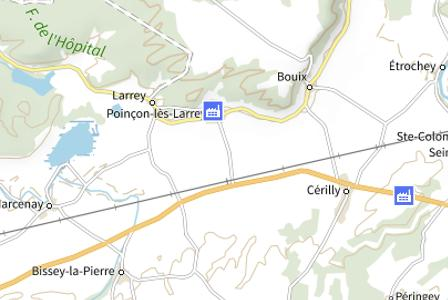 F. de l'Hôpital
Étrochey
Bouix
Larrey
Poinçon-lès-Larrey
Ste-Colom
Sein
Marcenay
Cérilly
Bissey-la-Pierre
Péringey